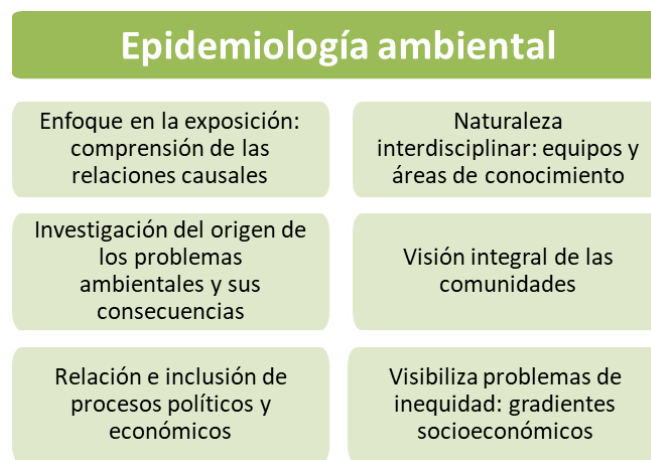 Epidemiología ambiental
Enfoque en la exposición:
comprensión de las
relaciones causales
Naturaleza
interdisciplinar: equipos y
áreas de conocimiento
Investigación del origen de
los problemas
ambientales y sus
consecuencias
Visión integral de las
comunidades
Relación e inclusión de
procesos políticos y
económicos
Visibiliza problemas de
inequidad: gradientes
socioeconómicos